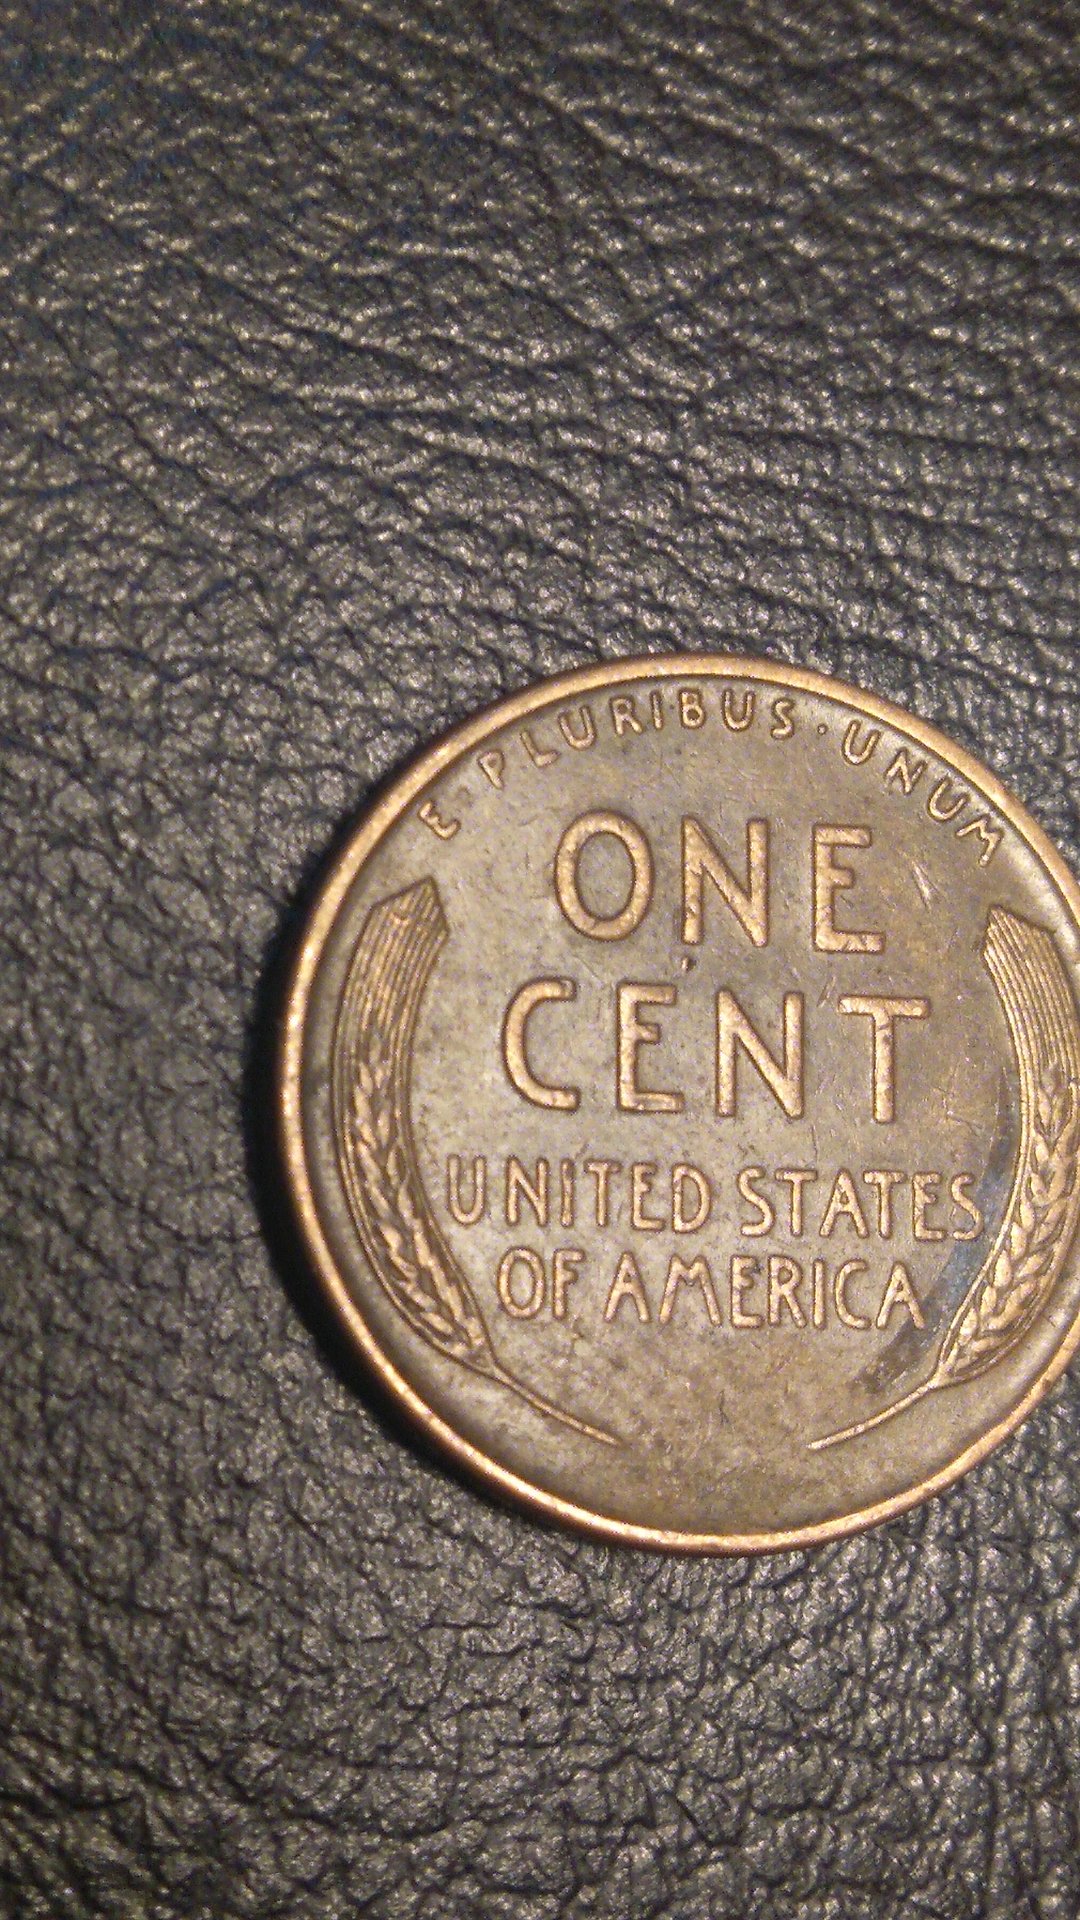 E · PLURIBUS · UNUM
ONE
CENT
UNITED STATES
OF AMERICA